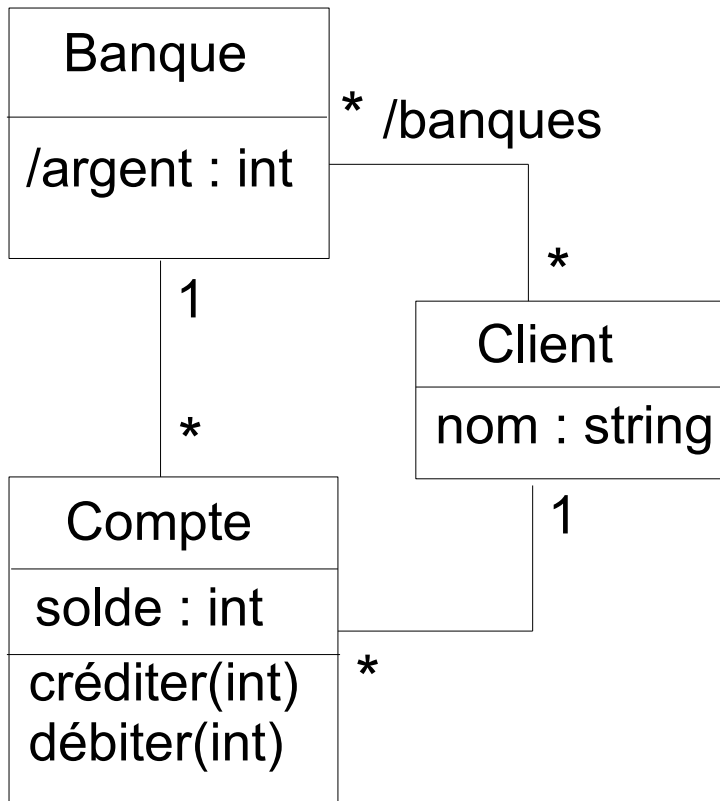 Banque
/argent : int
* /banques
1
*
*
Client
nom : string
1
Compte
solde : int
*
créditer(int)
débiter(int)